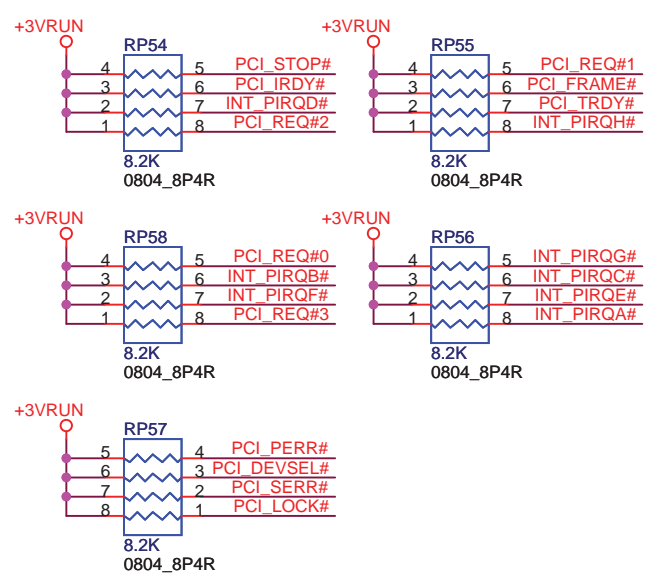 +3VRUN
RP54
4 5 PCI_STOP#
3 6 PCI_IRDY#
2 7 INT_PIRQD#
1 8 PCI_REQ#2
8.2K
0804_8P4R
+3VRUN
RP55
4 5 PCI_REQ#1
3 6 PCI_FRAME#
2 7 PCI_TRDY#
1 8 INT_PIRQH#
8.2K
0804_8P4R
+3VRUN
RP58
4 5 PCI_REQ#0
3 6 INT_PIRQB#
2 7 INT_PIRQF#
1 8 PCI_REQ#3
8.2K
0804_8P4R
+3VRUN
RP56
4 5 INT_PIRQG#
3 6 INT_PIRQC#
2 7 INT_PIRQE#
1 8 INT_PIRQA#
8.2K
0804_8P4R
+3VRUN
RP57
5 4 PCI_PERR#
6 3 PCI_DEVSEL#
7 2 PCI_SERR#
8 1 PCI_LOCK#
8.2K
0804_8P4R